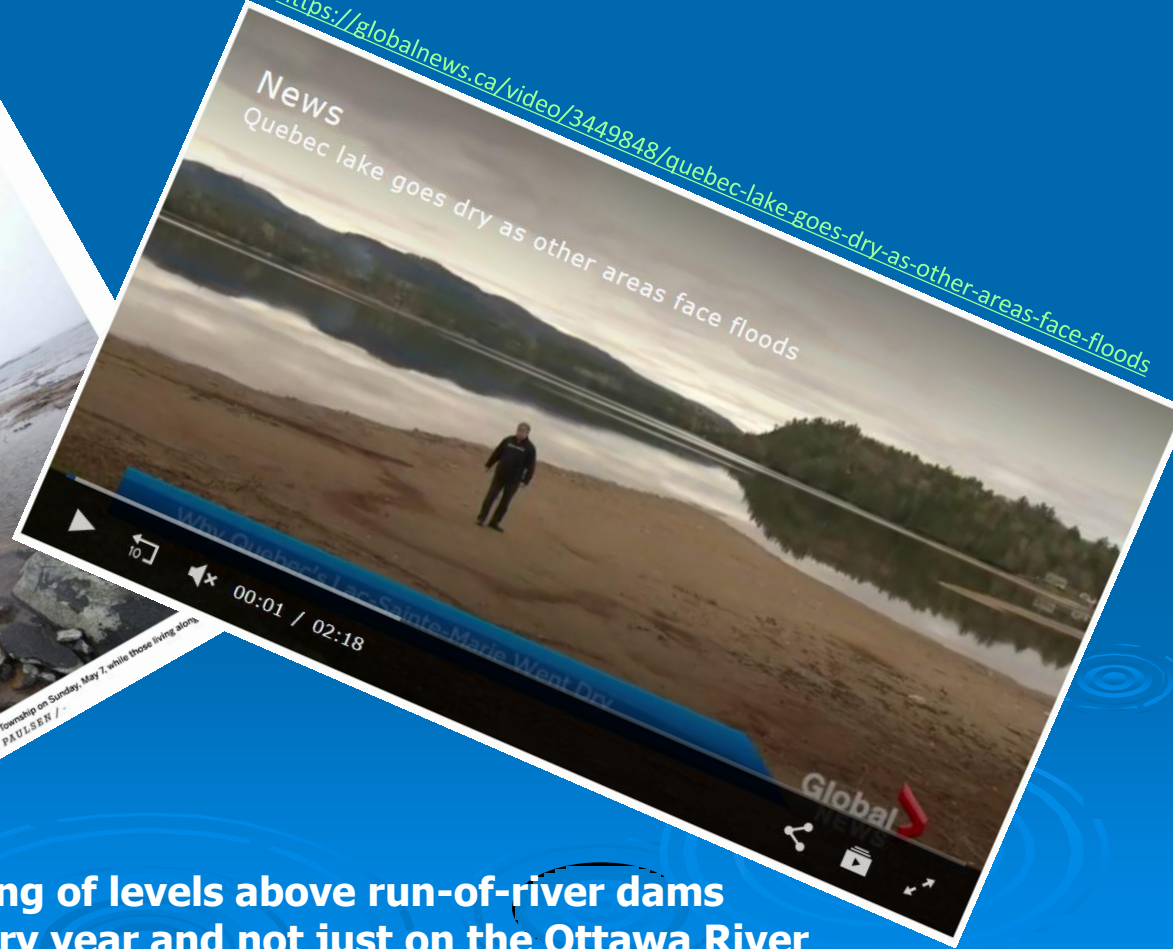 https://globalnews.ca/video/3449848/quebec-lake-goes-dry-as-other-areas-face-floods
News
Quebec lake goes dry as other areas face floods
Why Quebec's Lac-Sainte-Marie Went Dry
10
00:01 / 02:18
Global
NEWS
Township on Sunday, May 7, while those living along
PAULSEN /
ng of levels above run-of-river dams
ry year and not just on the Ottawa River